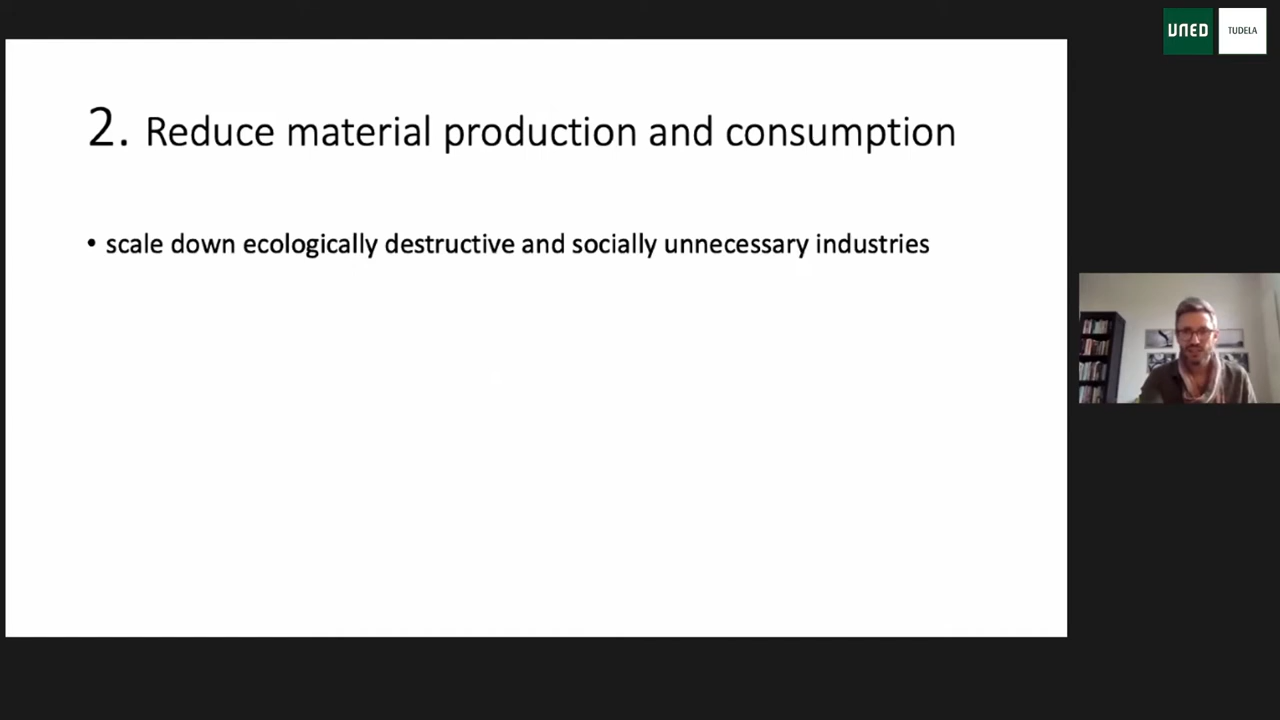 UNED
TUDELA
2. Reduce material production and consumption
• scale down ecologically destructive and socially unnecessary industries